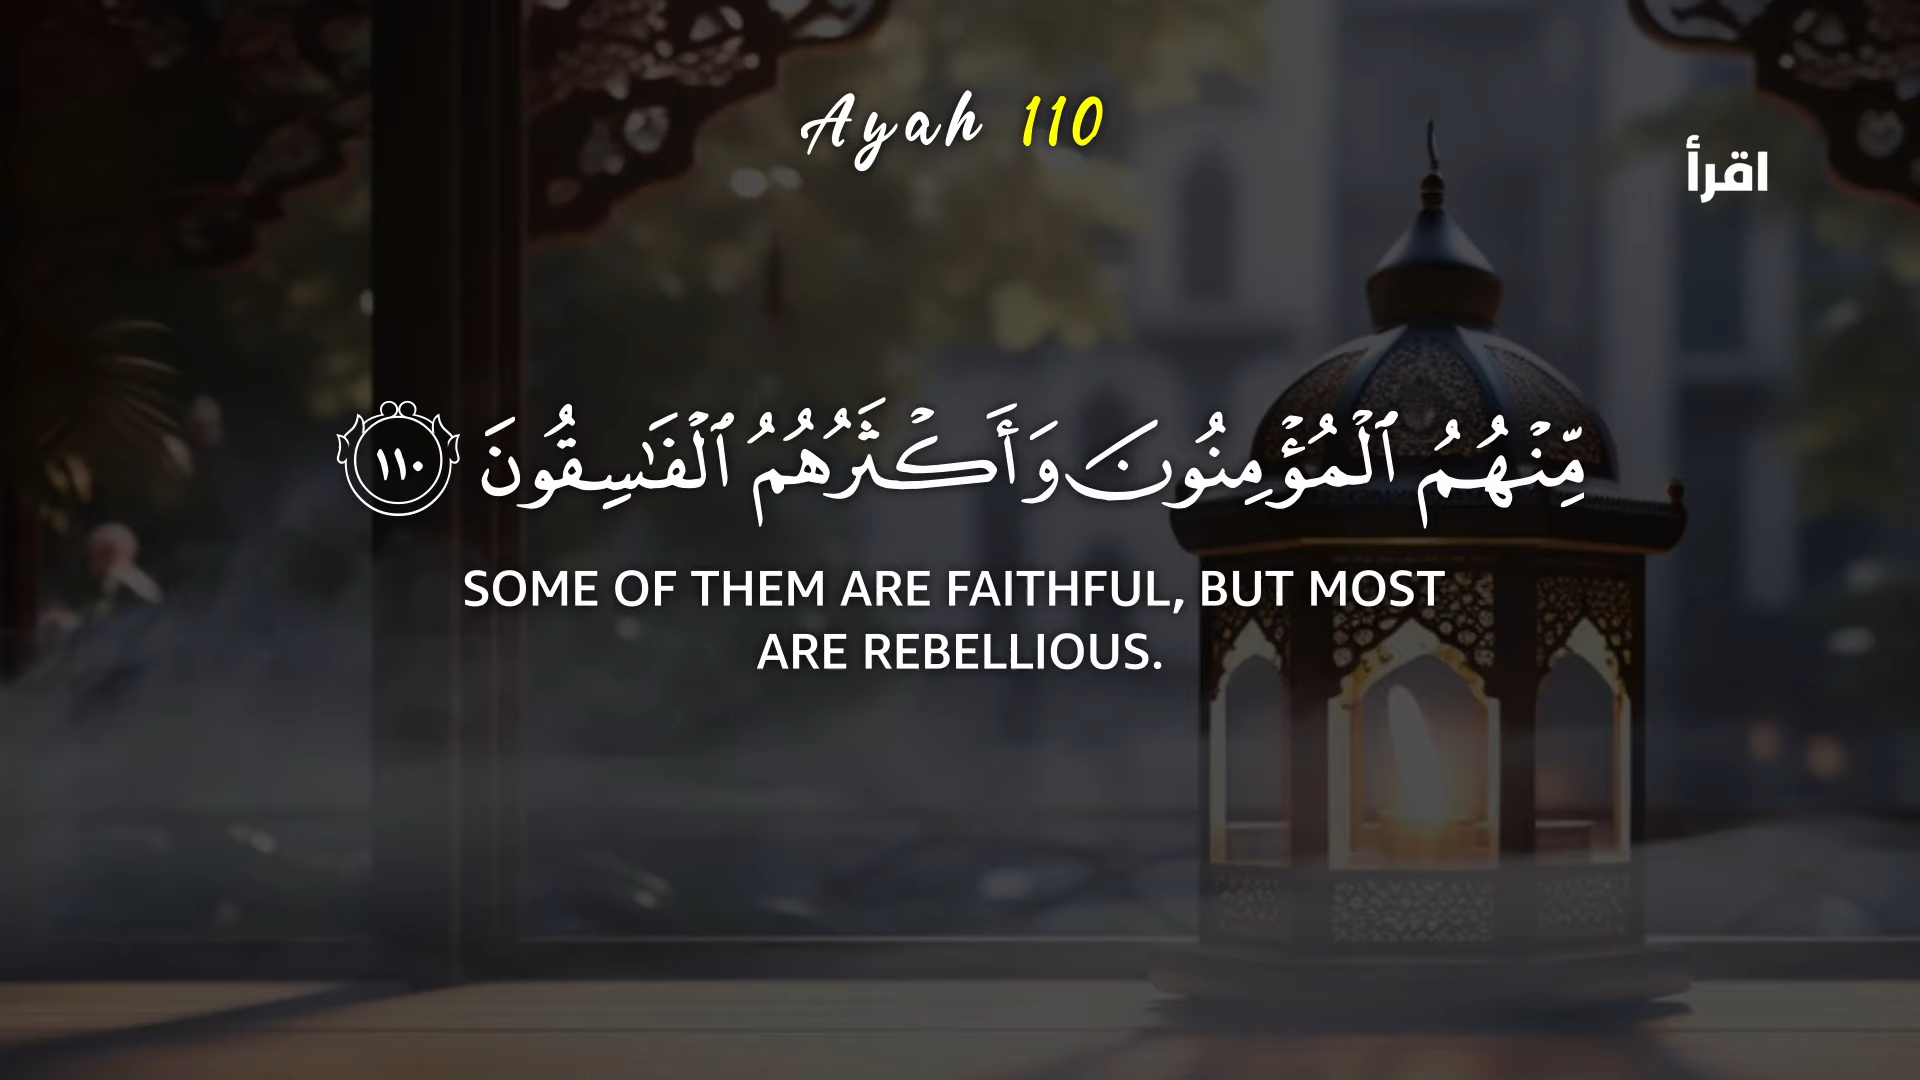 Ayah 110
اقرأ
مِّنْهُمُ ٱلْمُؤْمِنُونَ وَأَكْثَرُهُمُ ٱلْفَـٰسِقُونَ ١١٠
SOME OF THEM ARE FAITHFUL, BUT MOST
ARE REBELLIOUS.